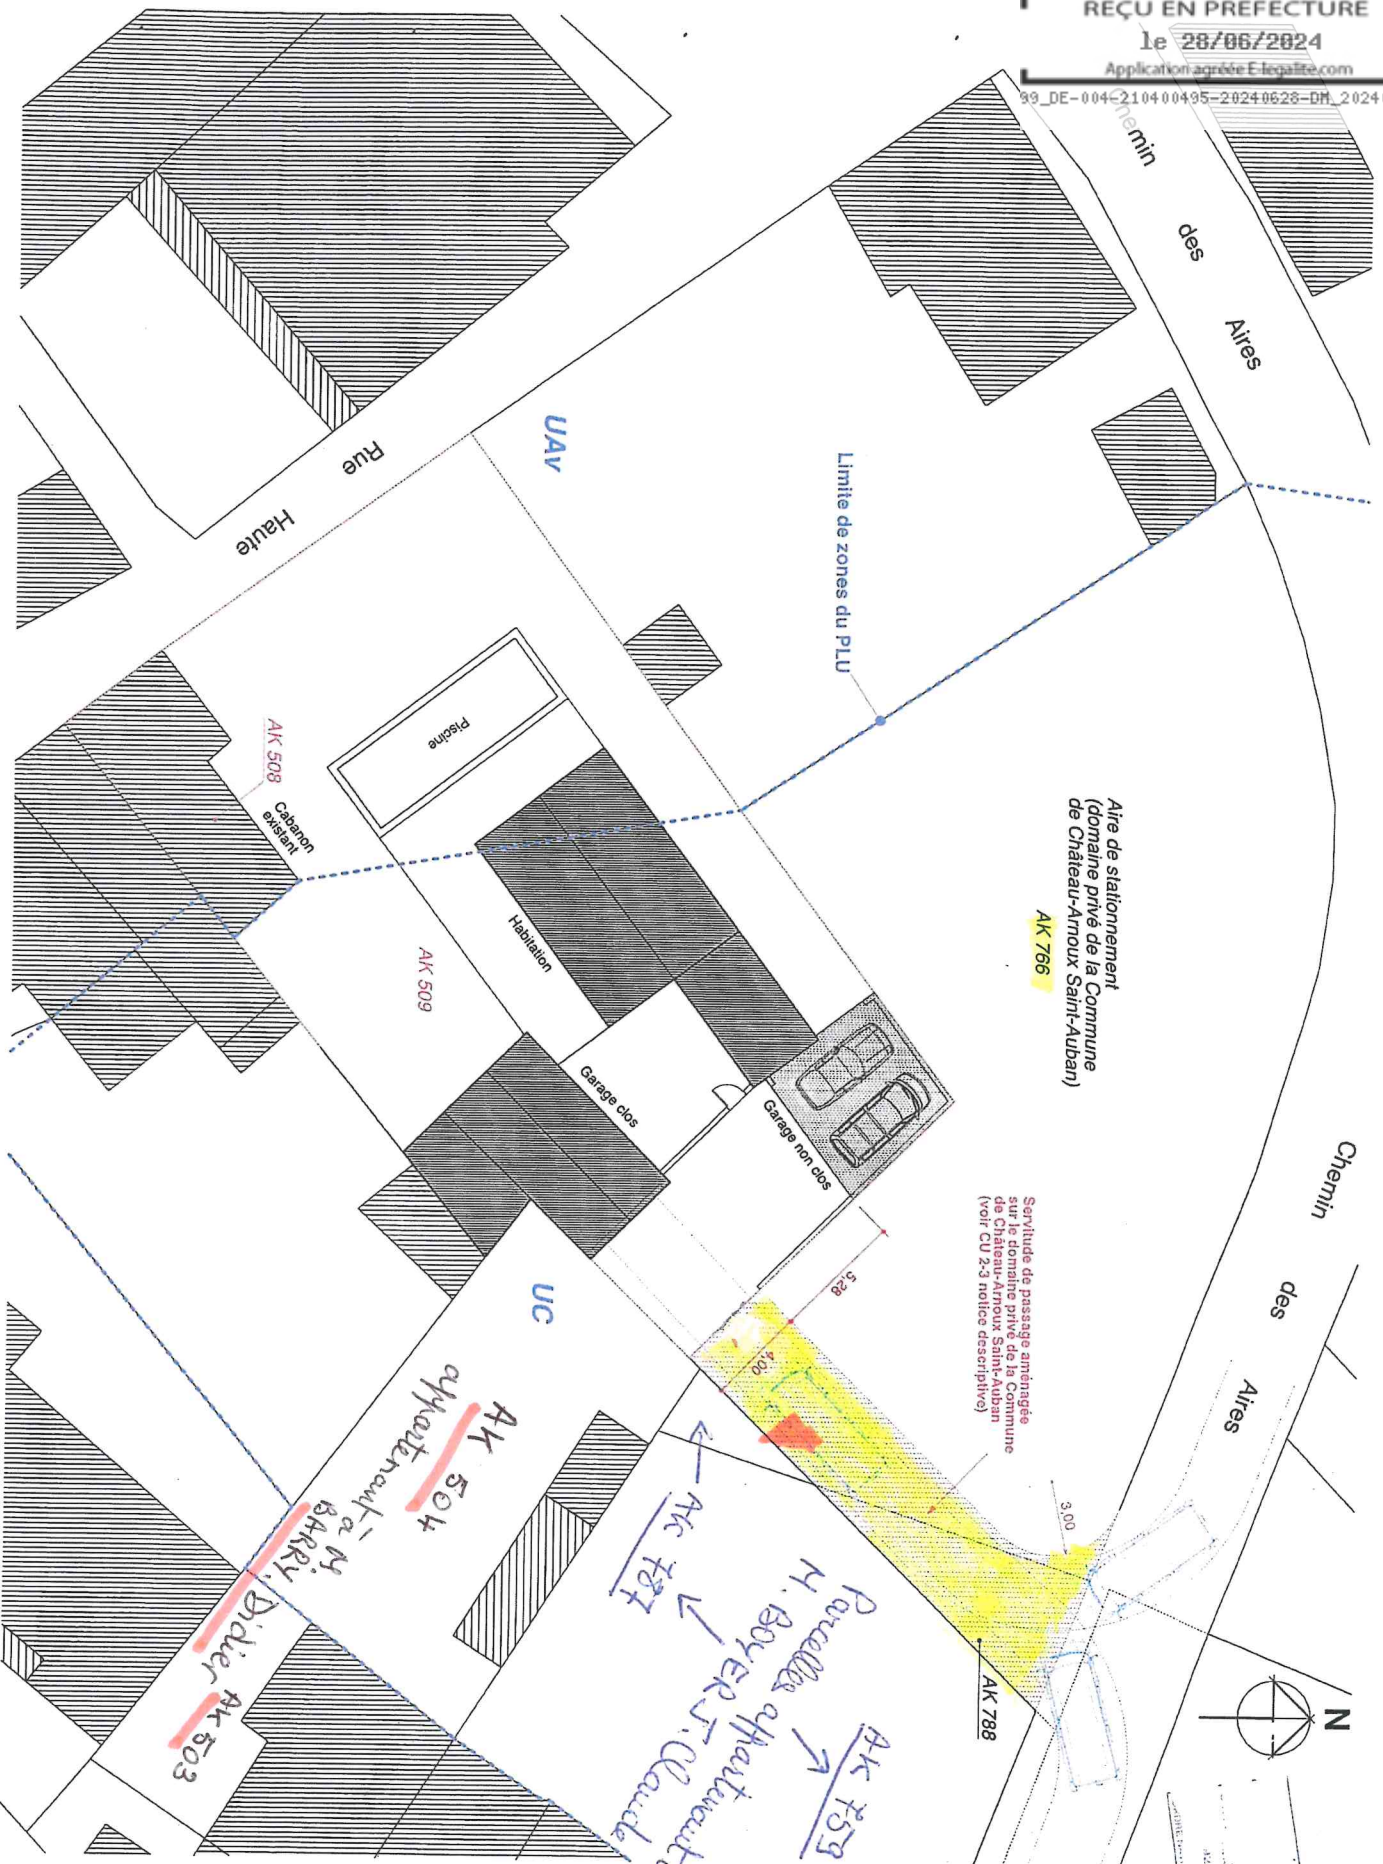 REÇU EN PREFECTURE
le 28/06/2024
Application agréée E-legalite.com
99_DE-004-210400495-20240628-DM_2024
Chemin
des
Aires
Rue
Haute
UAv
Limite de zones du PLU
Aire de stationnement
(domaine privé de la Commune
de Château-Arnoux Saint-Auban)
AK 766
Piscine
AK 508
Cabanon
existant
Habitation
AK 509
Garage clos
Garage non clos
Chemin
des
Aires
Servitude de passage aménagée
sur le domaine privé de la Commune
de Château-Arnoux Saint-Auban
(voir CU 2-3 notice descriptive)
5,28
4,00
3,00
UC
AK 788
N
AK 504
appartenant
à M.
BARRY Didier AK 503
AK 787
Parcelles appartenant
M. BOYER J. Claude
AK 759